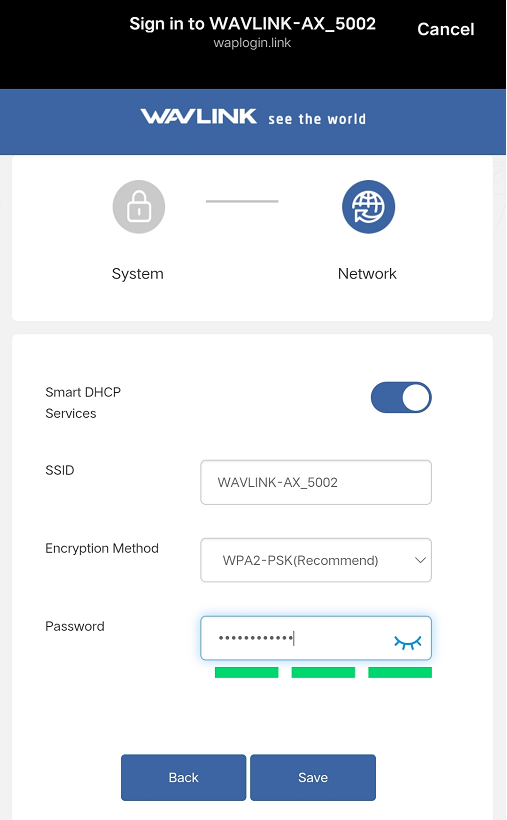 Sign in to WAVLINK-AX_5002
waplogin.link
Cancel
WAVLINK see the world
System
Network
Smart DHCP
Services
SSID
WAVLINK-AX_5002
Encryption Method
WPA2-PSK(Recommend)
Password
••••••••••••
Back
Save